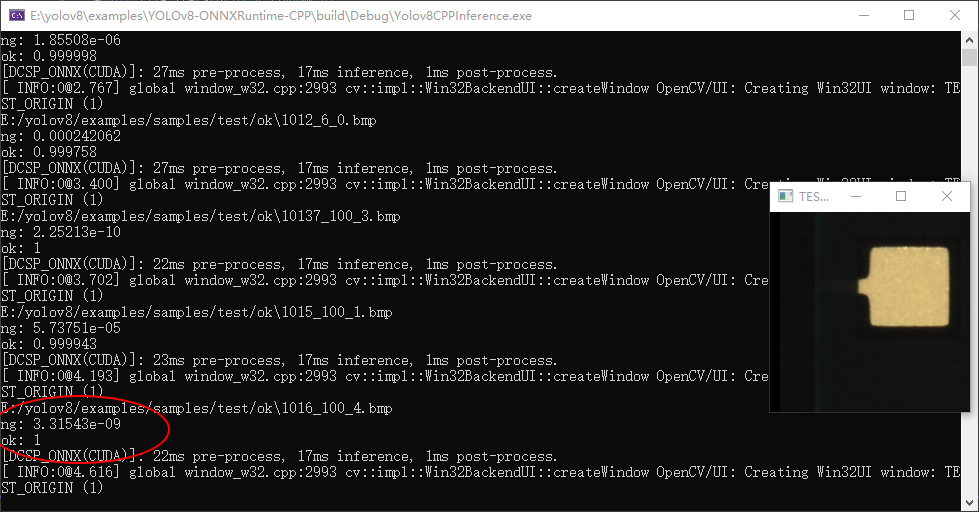 E:\yolov8\examples\YOLOv8-ONNXRuntime-CPP\build\Debug\Yolov8CPPInference.exe
ng: 1.85508e-06
ok: 0.999998
[DCSP_ONNX(CUDA)]: 27ms pre-process, 17ms inference, 1ms post-process.
[ INFO:0@2.767] global window_w32.cpp:2993 cv::impl::Win32BackendUI::createWindow OpenCV/UI: Creating Win32UI window: TE
ST_ORIGIN (1)
E:/yolov8/examples/samples/test/ok\1012_6_0.bmp
ng: 0.000242062
ok: 0.999758
[DCSP_ONNX(CUDA)]: 27ms pre-process, 17ms inference, 1ms post-process.
[ INFO:0@3.400] global window_w32.cpp:2993 cv::impl::Win32BackendUI::createWindow OpenCV/UI: Creating Win32UI window: TE
ST_ORIGIN (1)
E:/yolov8/examples/samples/test/ok\10137_100_3.bmp
ng: 2.25213e-10
ok: 1
[DCSP_ONNX(CUDA)]: 22ms pre-process, 17ms inference, 1ms post-process.
[ INFO:0@3.702] global window_w32.cpp:2993 cv::impl::Win32BackendUI::createWindow OpenCV/UI: Crea
ST_ORIGIN (1)
E:/yolov8/examples/samples/test/ok\1015_100_1.bmp
ng: 5.73751e-05
ok: 0.999943
[DCSP_ONNX(CUDA)]: 23ms pre-process, 17ms inference, 1ms post-process.
[ INFO:0@4.193] global window_w32.cpp:2993 cv::impl::Win32BackendUI::createWindow OpenCV/UI: Crea
ST_ORIGIN (1)
E:/yolov8/examples/samples/test/ok\1016_100_4.bmp
ng: 3.31543e-09
ok: 1
[DCSP_ONNX(CUDA)]: 22ms pre-process, 17ms inference, 1ms post-process.
[ INFO:0@4.616] global window_w32.cpp:2993 cv::impl::Win32BackendUI::createWindow OpenCV/UI: Creating Win32UI window: TE
ST_ORIGIN (1)
TES...